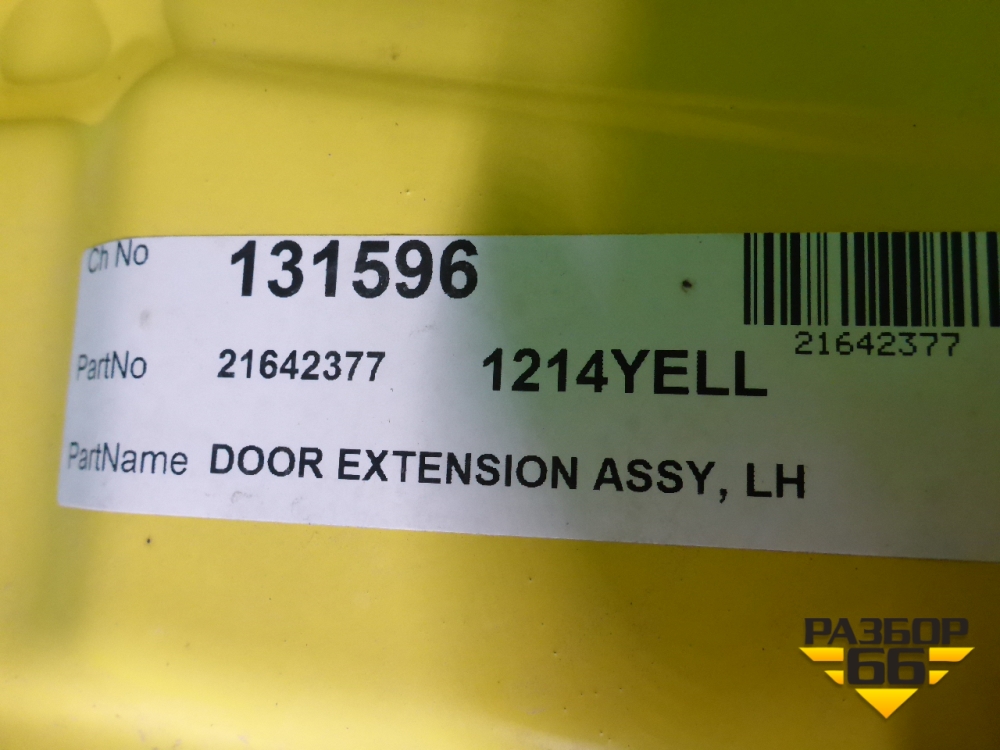 Ch No 131596
21642377
PartNo 21642377 1214YELL
PartName DOOR EXTENSION ASSY, LH
РАЗБОР
66